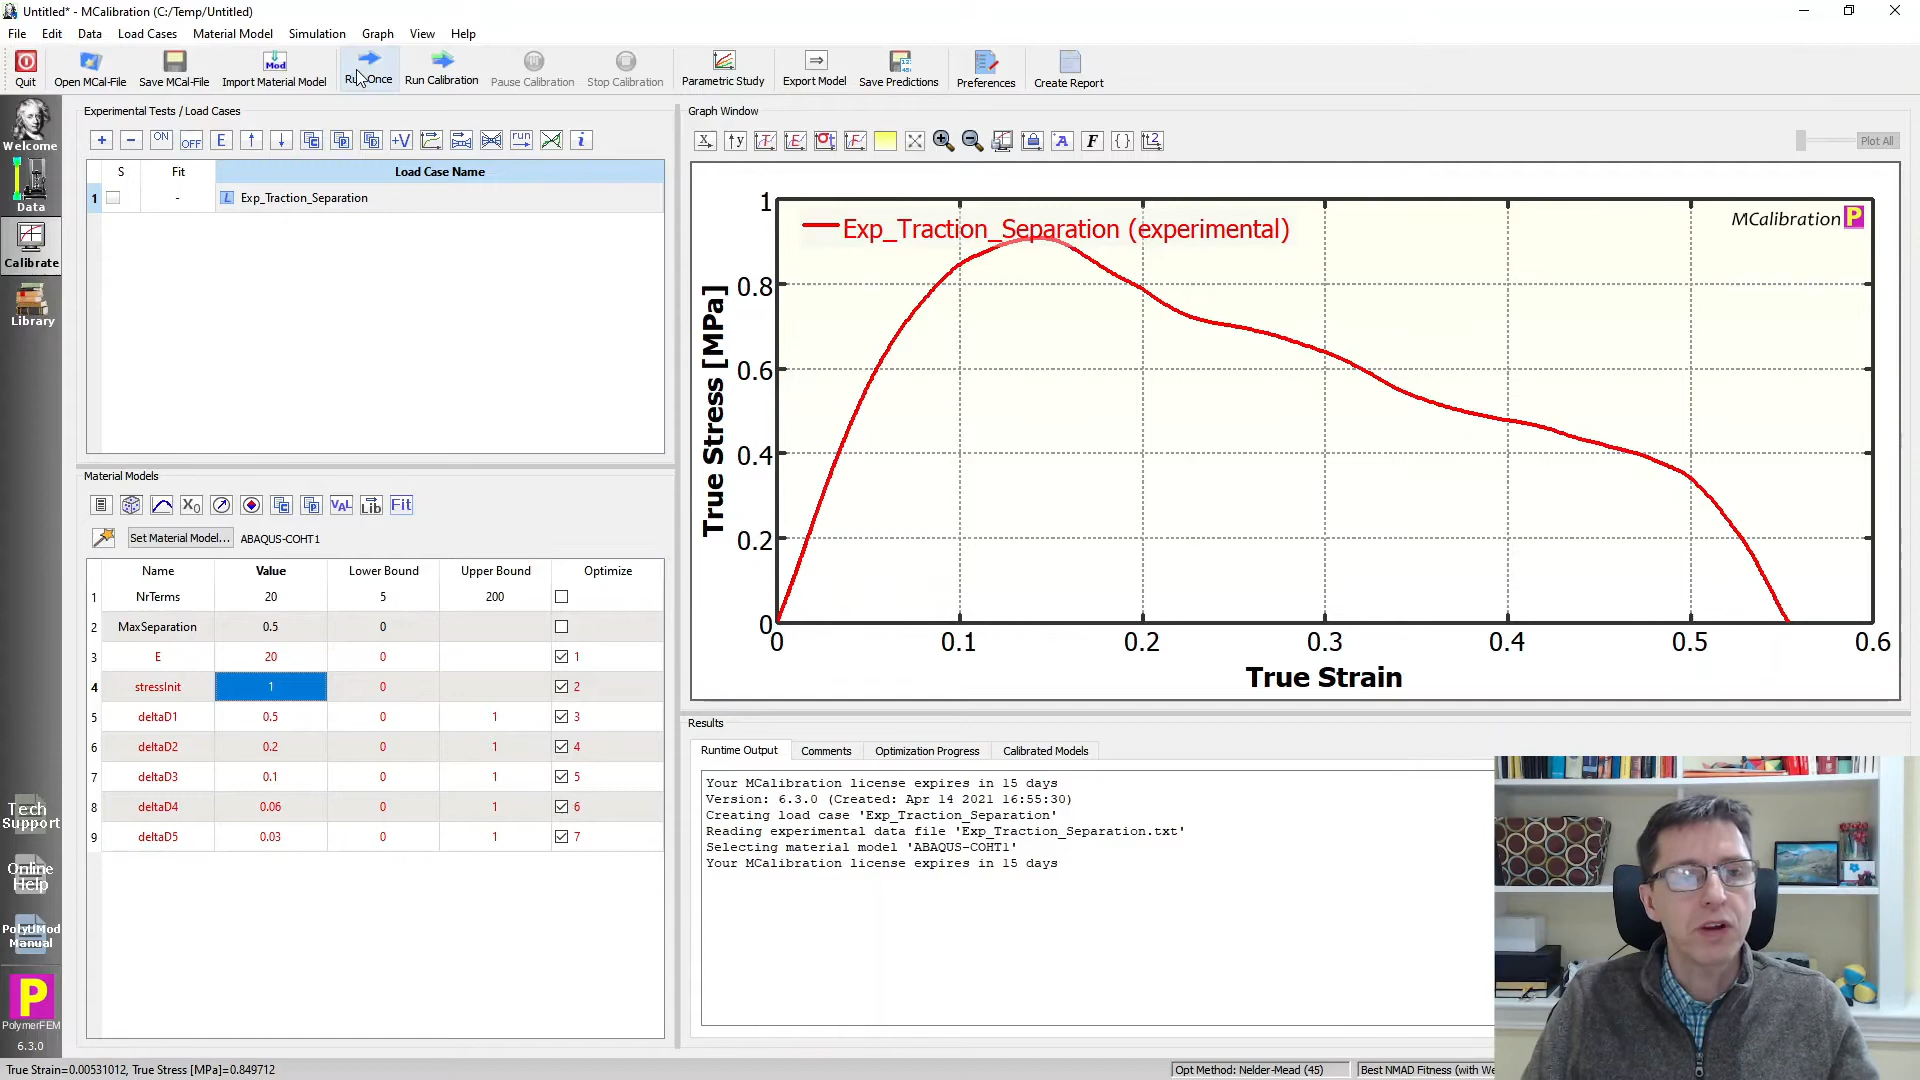 Untitled* - MCalibration (C:/Temp/Untitled)
File Edit Data Load Cases Material Model Simulation Graph View Help
Quit Open MCal-File Save MCal-File Import Material Model Run Once Run Calibration Pause Calibration Stop Calibration Parametric Study Export Model Save Predictions Preferences Create Report
Welcome
Data
Calibrate
Library
Tech Support
Online Help
PolyUMod Manual
P
PolymerFEM
6.3.0
Experimental Tests / Load Cases
ON OFF E +V run i
S Fit Load Case Name
1 - L Exp_Traction_Separation
Material Models
X0 VAL Lib Fit
Set Material Model... ABAQUS-COHT1
Name Value Lower Bound Upper Bound Optimize
1 NrTerms 20 5 200
2 MaxSeparation 0.5 0
3 E 20 0 1
4 stressInit 1 0 2
5 deltaD1 0.5 0 1 3
6 deltaD2 0.2 0 1 4
7 deltaD3 0.1 0 1 5
8 deltaD4 0.06 0 1 6
9 deltaD5 0.03 0 1 7
Graph Window
Plot All
Exp_Traction_Separation (experimental)
MCalibration P
True Stress [MPa]
1
0.8
0.6
0.4
0.2
0
0 0.1 0.2 0.3 0.4 0.5 0.6
True Strain
Results
Runtime Output Comments Optimization Progress Calibrated Models
Your MCalibration license expires in 15 days
Version: 6.3.0 (Created: Apr 14 2021 16:55:30)
Creating load case 'Exp_Traction_Separation'
Reading experimental data file 'Exp_Traction_Separation.txt'
Selecting material model 'ABAQUS-COHT1'
Your MCalibration license expires in 15 days
True Strain=0.00531012, True Stress [MPa]=0.849712
Opt Method: Nelder-Mead (45)
Best NMAD Fitness (with We